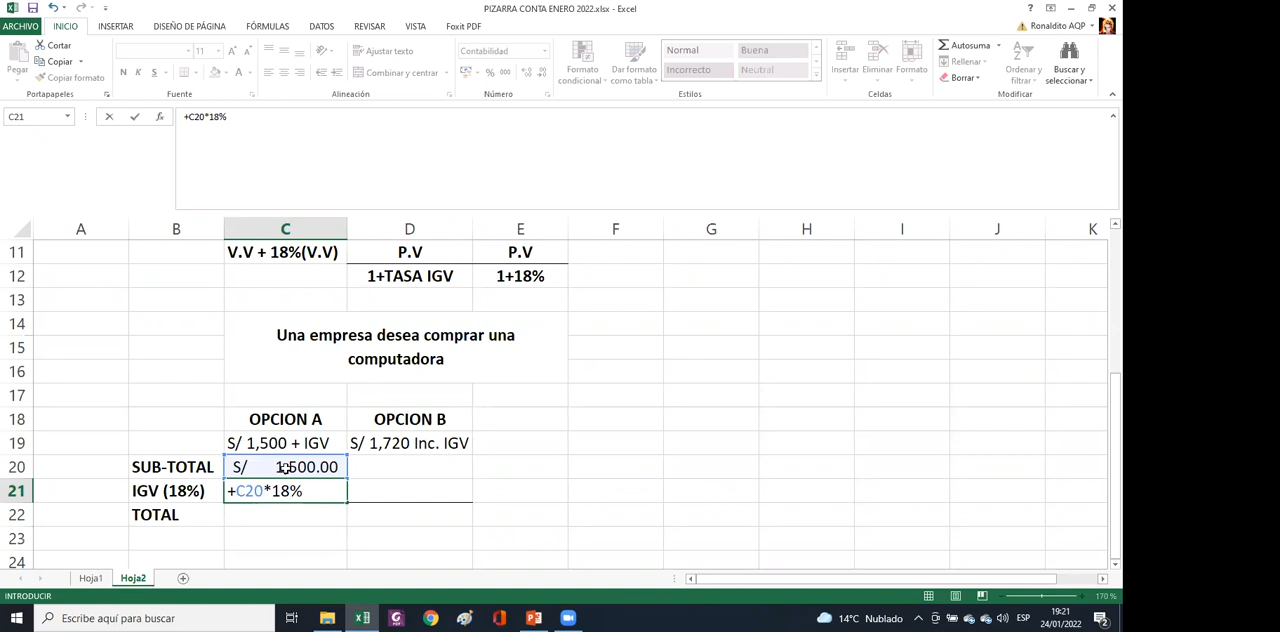 PIZARRA CONTA ENERO 2022.xlsx - Excel
ARCHIVO INICIO INSERTAR DISEÑO DE PÁGINA FÓRMULAS DATOS REVISAR VISTA Foxit PDF Ronaldito AQP
Pegar
Cortar
Copiar
Copiar formato
11
N K S
Ajustar texto
Combinar y centrar
Contabilidad
% 000
Formato condicional
Dar formato como tabla
Normal Buena
Incorrecto Neutral
Insertar Eliminar Formato
Autosuma
Rellenar
Borrar
Ordenar y filtrar
Buscar y seleccionar
Portapapeles Fuente Alineación Número Estilos Celdas Modificar
C21 fx +C20*18%
A B C D E F G H I J K
11 V.V + 18%(V.V) P.V P.V
12 1+TASA IGV 1+18%
13
14 Una empresa desea comprar una
15 computadora
16
17
18 OPCION A OPCION B
19 S/ 1,500 + IGV S/ 1,720 Inc. IGV
20 SUB-TOTAL S/ 1,500.00
21 IGV (18%) +C20*18%
22 TOTAL
23
24
Hoja1 Hoja2
INTRODUCIR 170 %
Escribe aquí para buscar 14°C Nublado ESP 19:21
24/01/2022
2